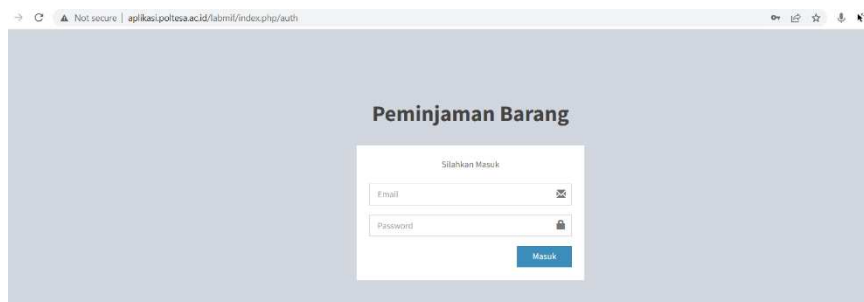 Not secure | aplikasi.poltesa.ac.id/labmif/index.php/auth
Peminjaman Barang
Silahkan Masuk
Email
Password
Masuk